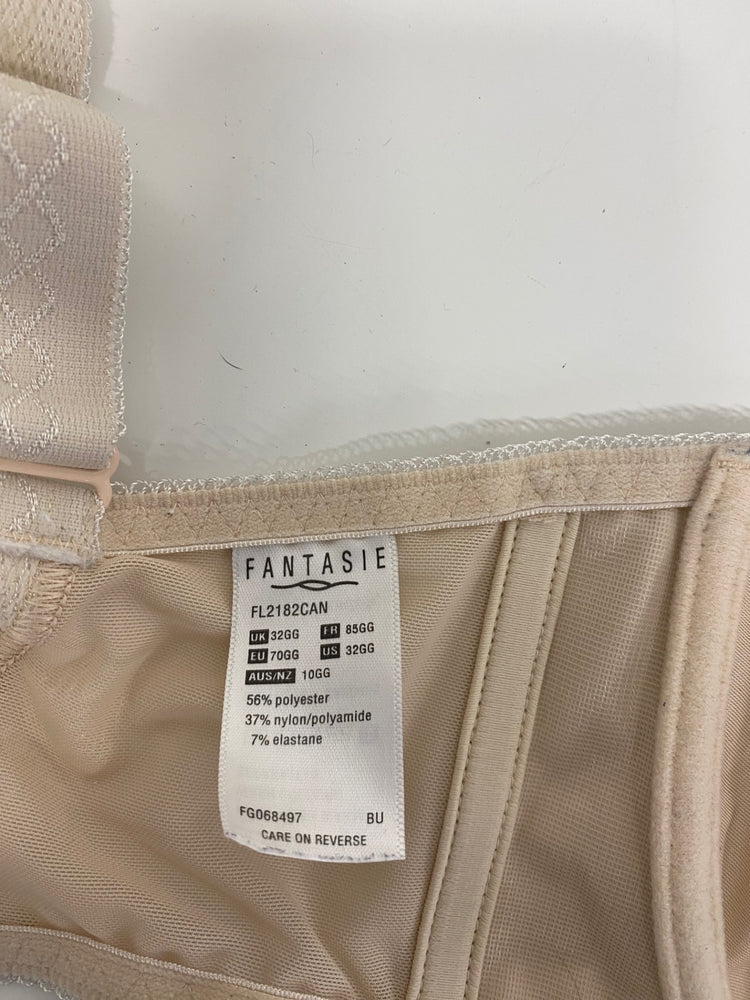 FANTASIE
FL2182CAN
UK 32GG FR 85GG
EU 70GG US 32GG
AUS/NZ 10GG
56% polyester
37% nylon/polyamide
7% elastane
FG068497 BU
CARE ON REVERSE